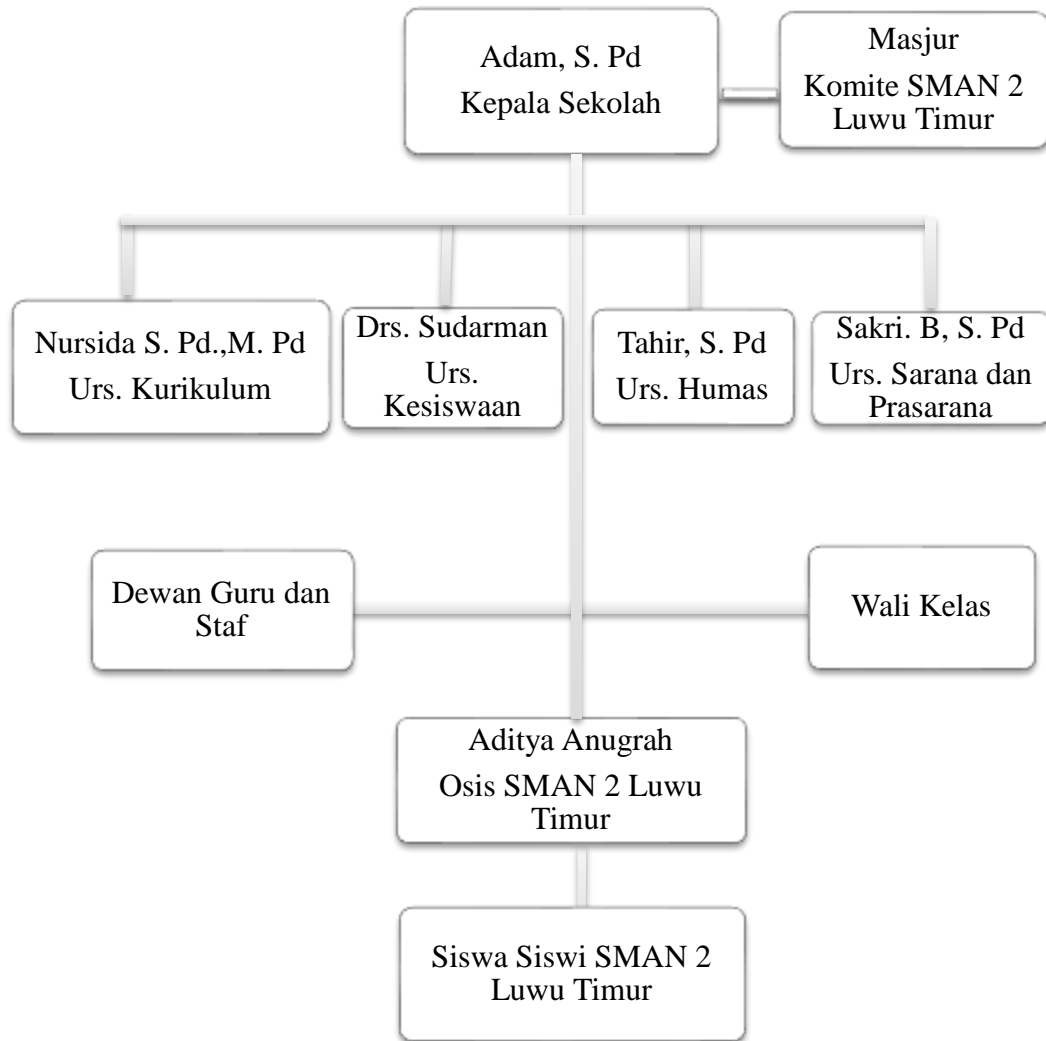 Adam, S. Pd
Kepala Sekolah
Masjur
Komite SMAN 2
Luwu Timur
Nursida S. Pd.,M. Pd
Urs. Kurikulum
Drs. Sudarman
Urs.
Kesiswaan
Tahir, S. Pd
Urs. Humas
Sakri. B, S. Pd
Urs. Sarana dan
Prasarana
Dewan Guru dan
Staf
Wali Kelas
Aditya Anugrah
Osis SMAN 2 Luwu
Timur
Siswa Siswi SMAN 2
Luwu Timur